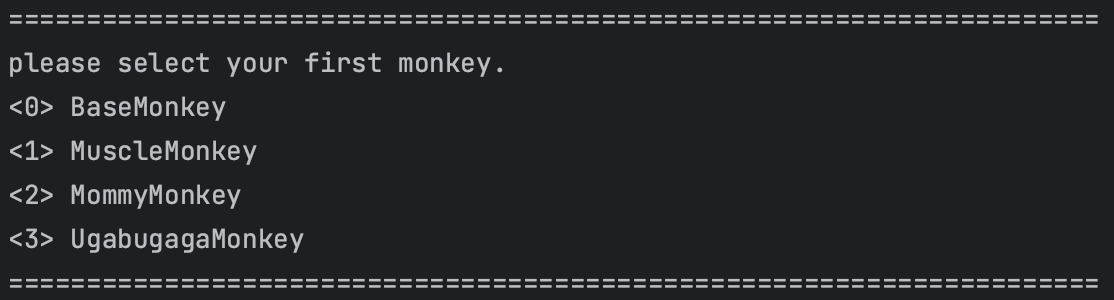 ======================================================================
please select your first monkey.
<0> BaseMonkey
<1> MuscleMonkey
<2> MommyMonkey
<3> UgabugagaMonkey
======================================================================